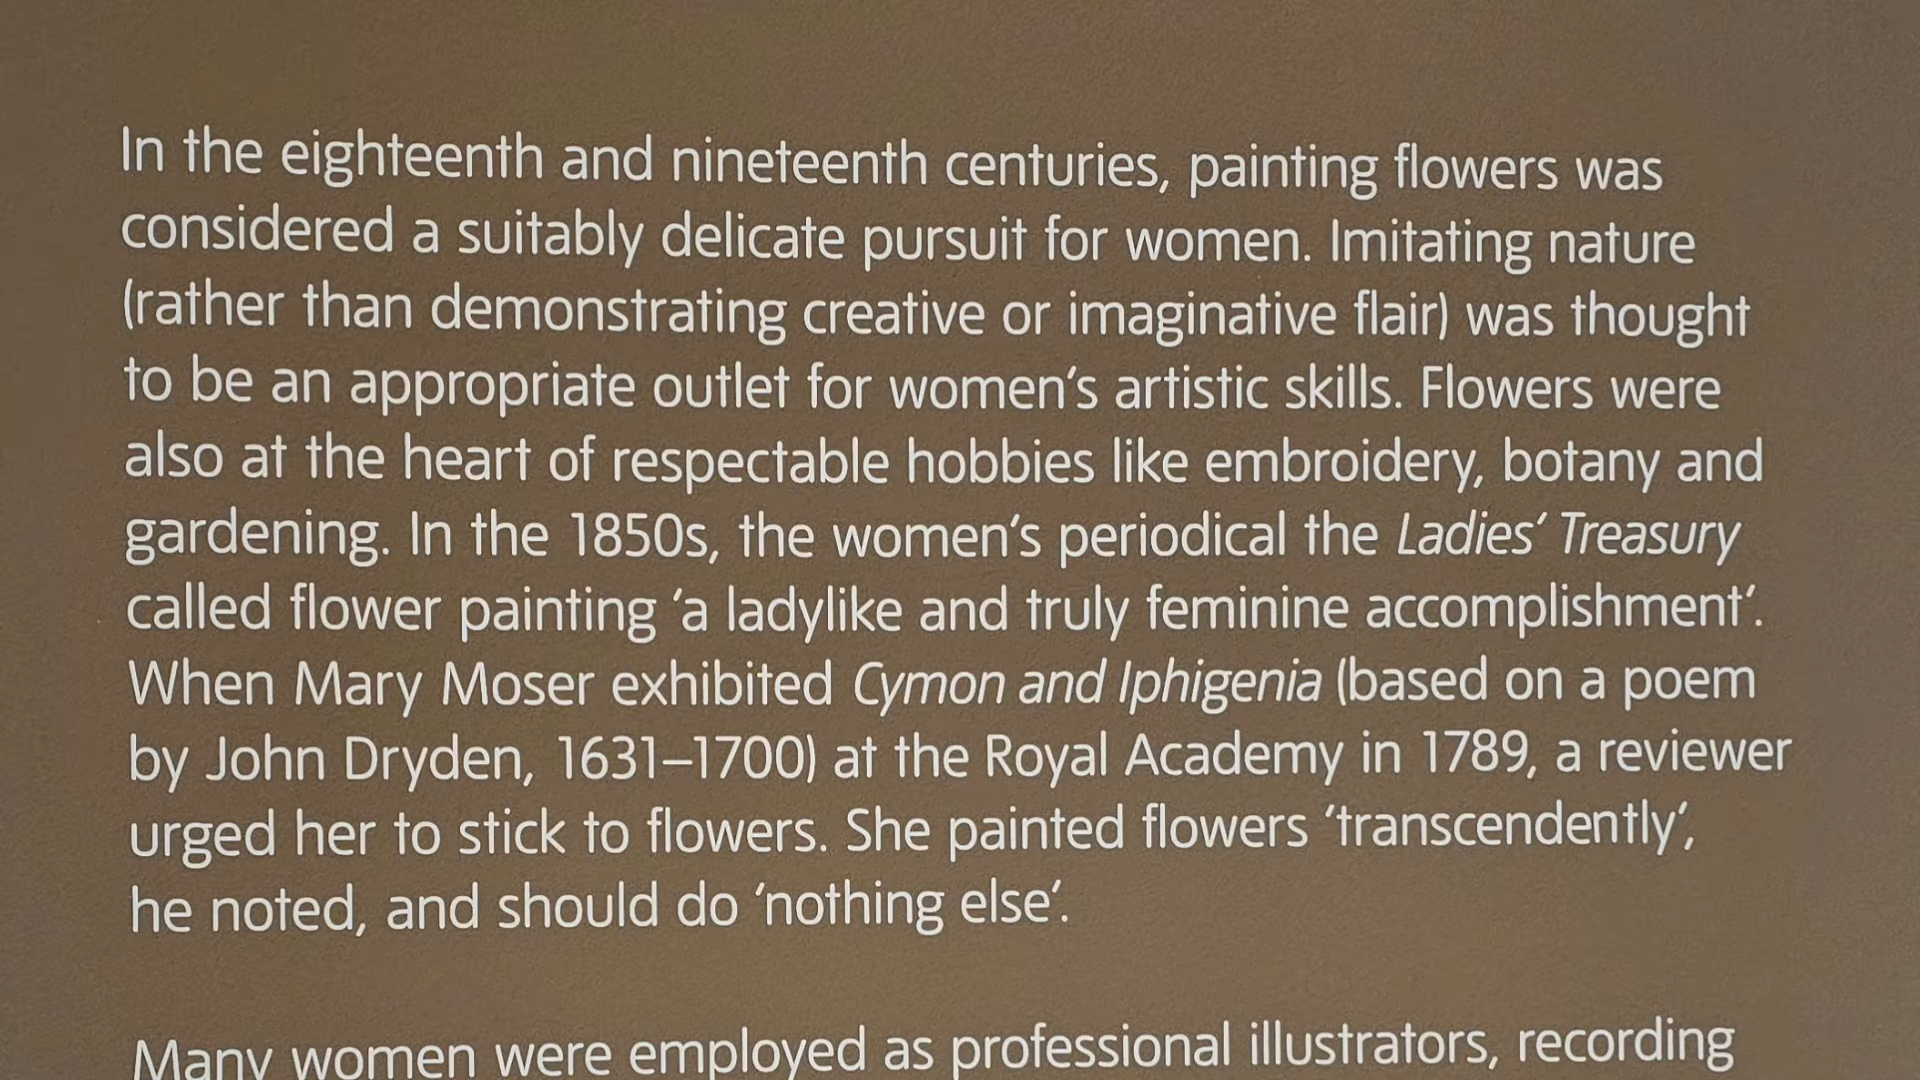 In the eighteenth and nineteenth centuries, painting flowers was
considered a suitably delicate pursuit for women. Imitating nature
(rather than demonstrating creative or imaginative flair) was thought
to be an appropriate outlet for women’s artistic skills. Flowers were
also at the heart of respectable hobbies like embroidery, botany and
gardening. In the 1850s, the women’s periodical the Ladies’ Treasury
called flower painting ‘a ladylike and truly feminine accomplishment’.
When Mary Moser exhibited Cymon and Iphigenia (based on a poem
by John Dryden, 1631–1700) at the Royal Academy in 1789, a reviewer
urged her to stick to flowers. She painted flowers ‘transcendently’,
he noted, and should do ‘nothing else’.
Many women were employed as professional illustrators, recording